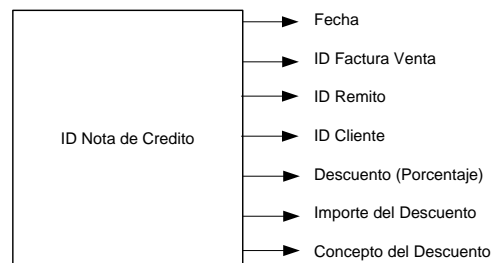 Fecha
ID Factura Venta
ID Remito
ID Nota de Credito
ID Cliente
Descuento (Porcentaje)
Importe del Descuento
Concepto del Descuento